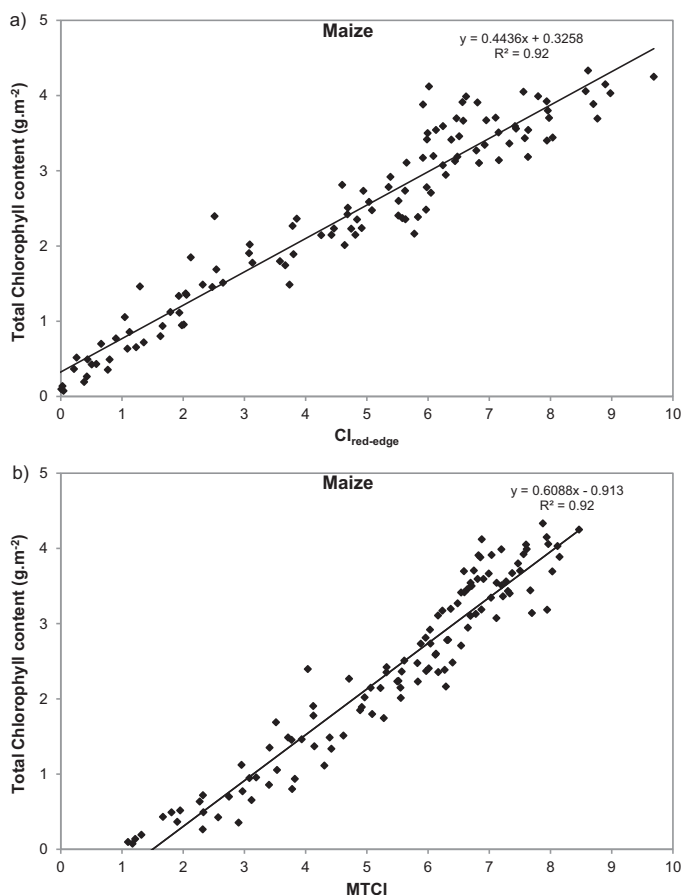 a)
Maize
y = 0.4436x + 0.3258
R² = 0.92
Total Chlorophyll content (g.m-2)
5
4
3
2
1
0
0 1 2 3 4 5 6 7 8 9 10
CIred-edge
b)
Maize
y = 0.6088x - 0.913
R² = 0.92
Total Chlorophyll content (g.m-2)
5
4
3
2
1
0
0 1 2 3 4 5 6 7 8 9 10
MTCI